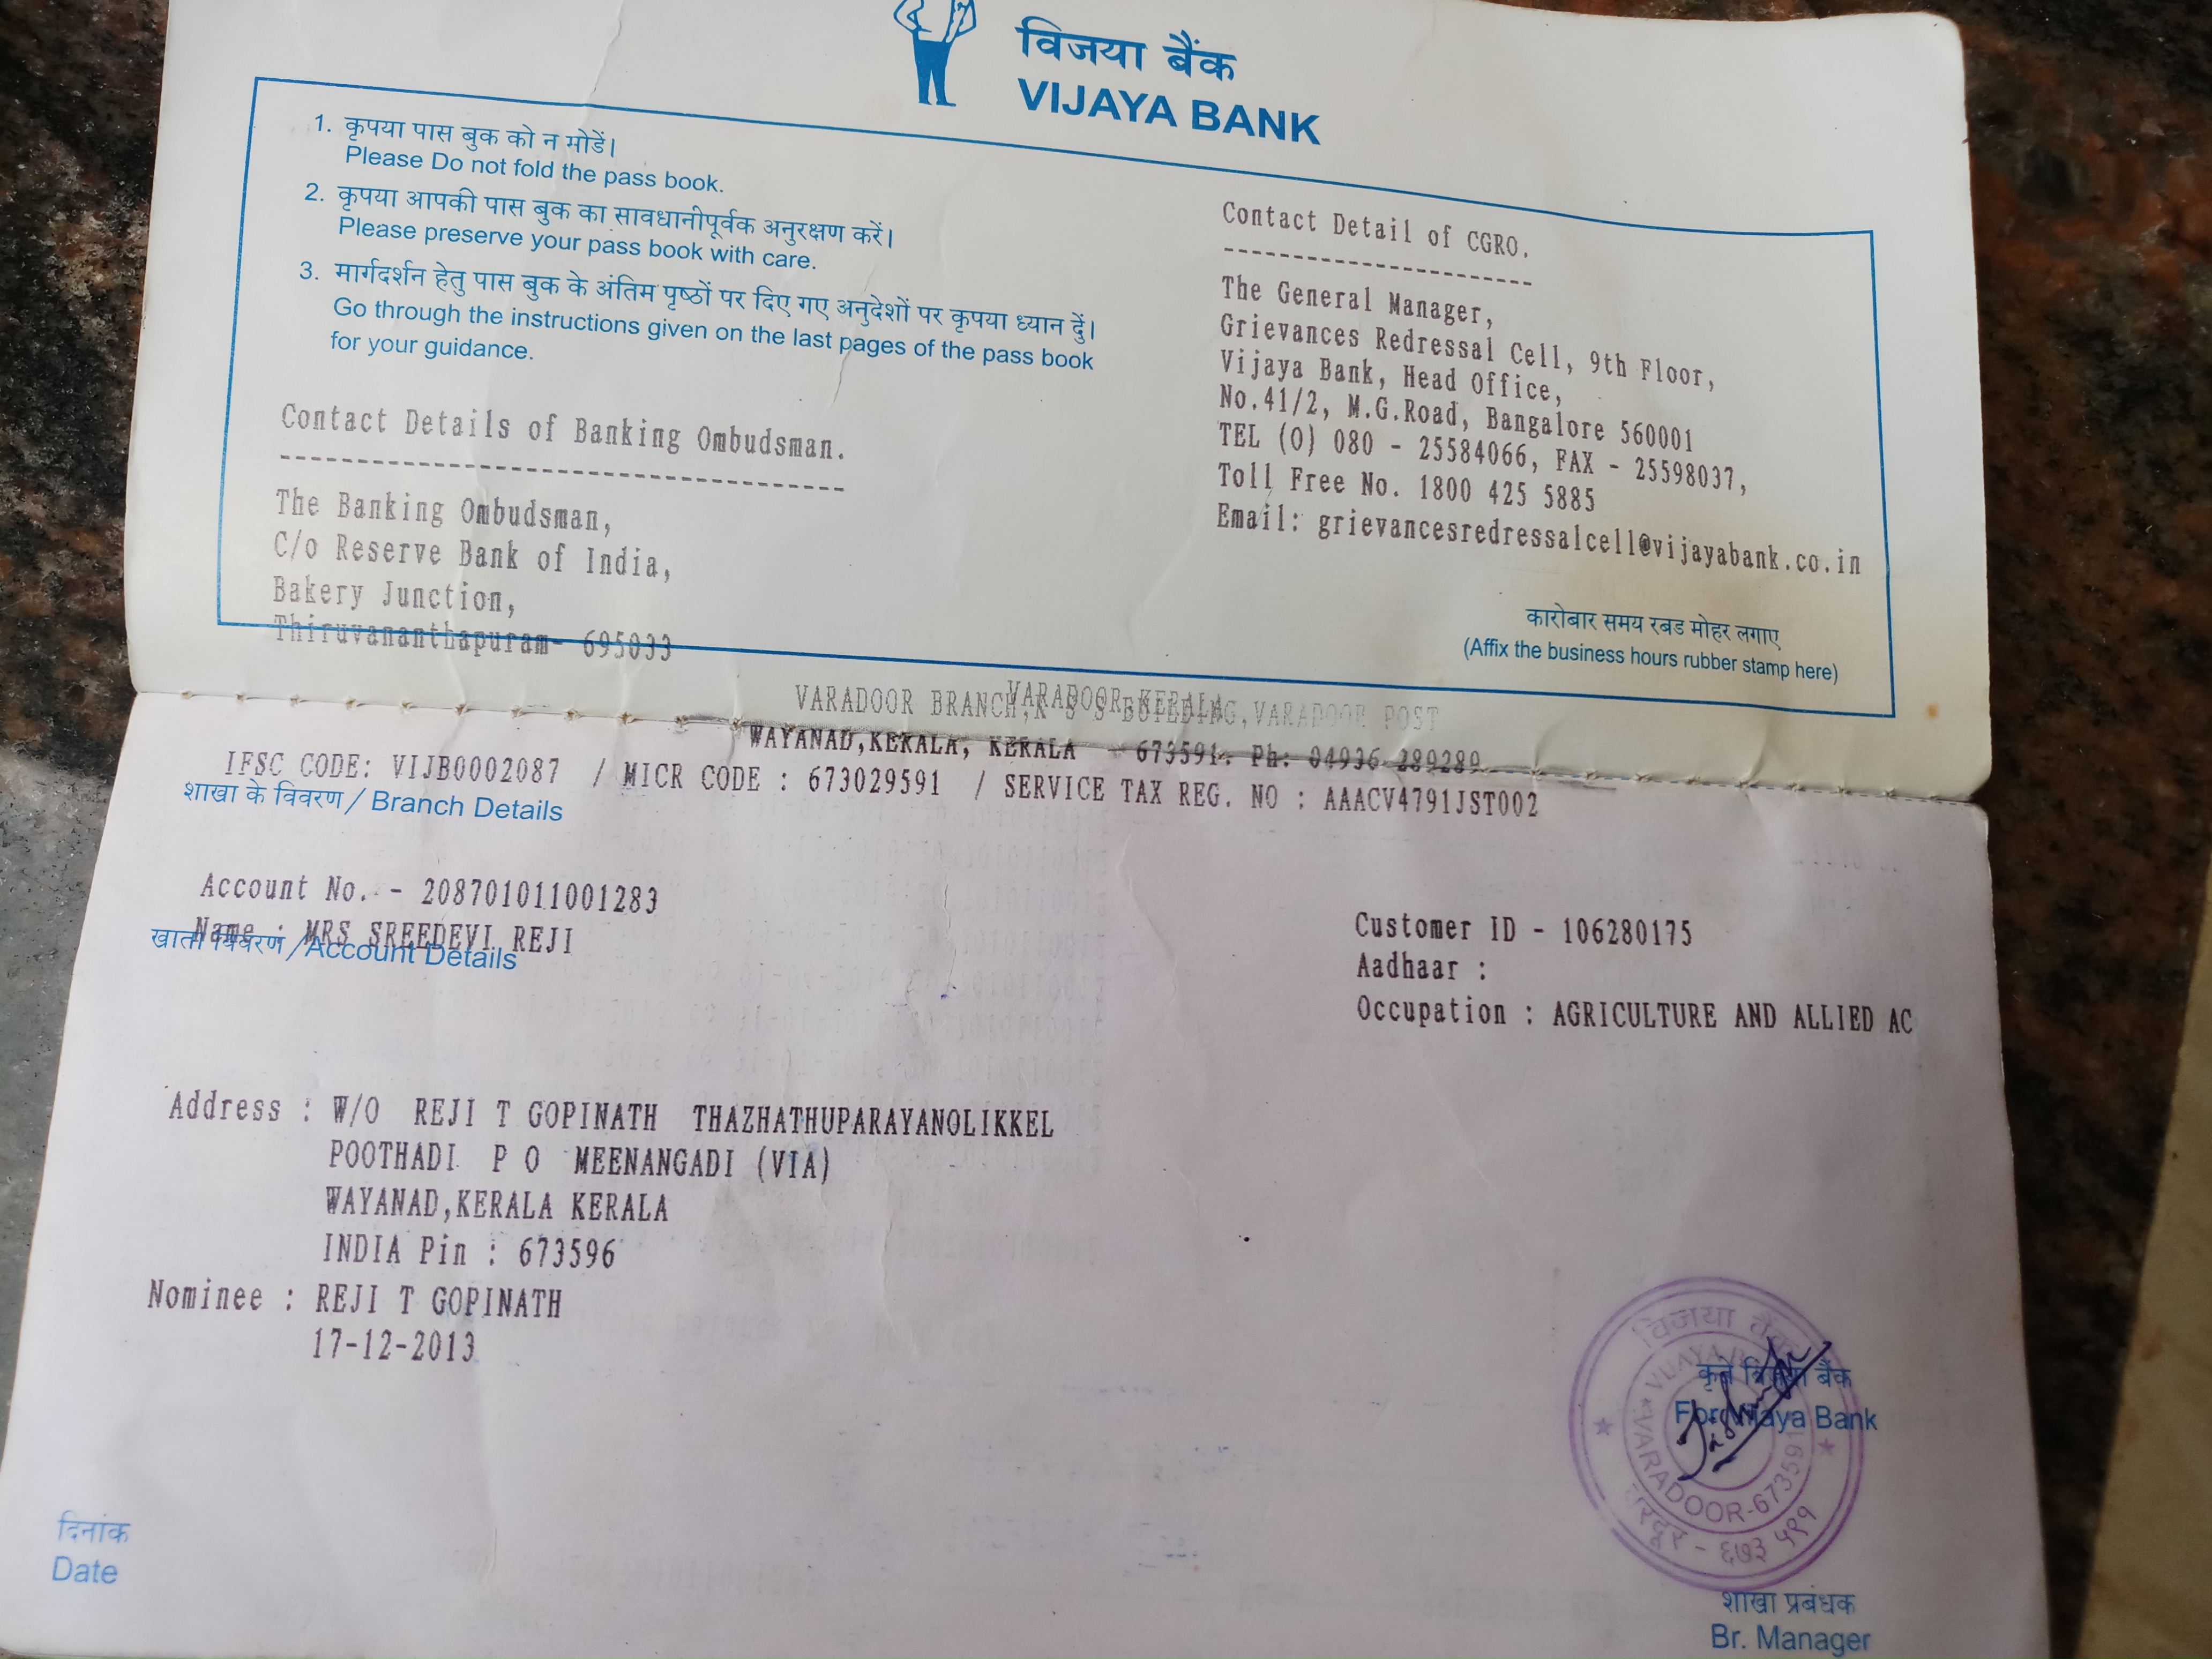 विजया बैंक
VIJAYA BANK
1. कृपया पास बुक को न मोडें।
Please Do not fold the pass book.
2. कृपया आपकी पास बुक का सावधानीपूर्वक अनुरक्षण करें।
Please preserve your pass book with care.
3. मार्गदर्शन हेतु पास बुक के अंतिम पृष्ठों पर दिए गए अनुदेशों पर कृपया ध्यान दें।
Go through the instructions given on the last pages of the pass book
for your guidance.
Contact Details of Banking Ombudsman.
The Banking Ombudsman,
C/o Reserve Bank of India,
Bakery Junction,
Thiruvananthapuram- 695033
Contact Detail of CGRO.
The General Manager,
Grievances Redressal Cell, 9th Floor,
Vijaya Bank, Head Office,
No.41/2, M.G.Road, Bangalore 560001
TEL (O) 080 - 25584066, FAX - 25598037,
Toll Free No. 1800 425 5885
Email: grievancesredressalcell@vijayabank.co.in
कारोबार समय रबड मोहर लगाए
(Affix the business hours rubber stamp here)
VARADOOR, KERALA
VARADOOR BRANCH, BUILDING, VARADOOR POST
WAYANAD,KERALA, KERALA - 673591. Ph: 04936 289289
IFSC CODE: VIJB0002087 / MICR CODE : 673029591 / SERVICE TAX REG. NO : AAACV4791JST002
शाखा के विवरण / Branch Details
Account No. - 208701011001283
Name : MRS SREEDEVI REJI
खाता विवरण / Account Details
Customer ID - 106280175
Aadhaar :
Occupation : AGRICULTURE AND ALLIED AC
Address : W/O REJI T GOPINATH THAZHATHUPARAYANOLIKKEL
POOTHADI P O MEENANGADI (VIA)
WAYANAD,KERALA KERALA
INDIA Pin : 673596
Nominee : REJI T GOPINATH
17-12-2013
विजया बैंक
VIJAYA
VARADOOR-673591
वरदूर - ६७३ ५९१
कृते विजया बैंक
For Vijaya Bank
शाखा प्रबंधक
Br. Manager
दिनांक
Date